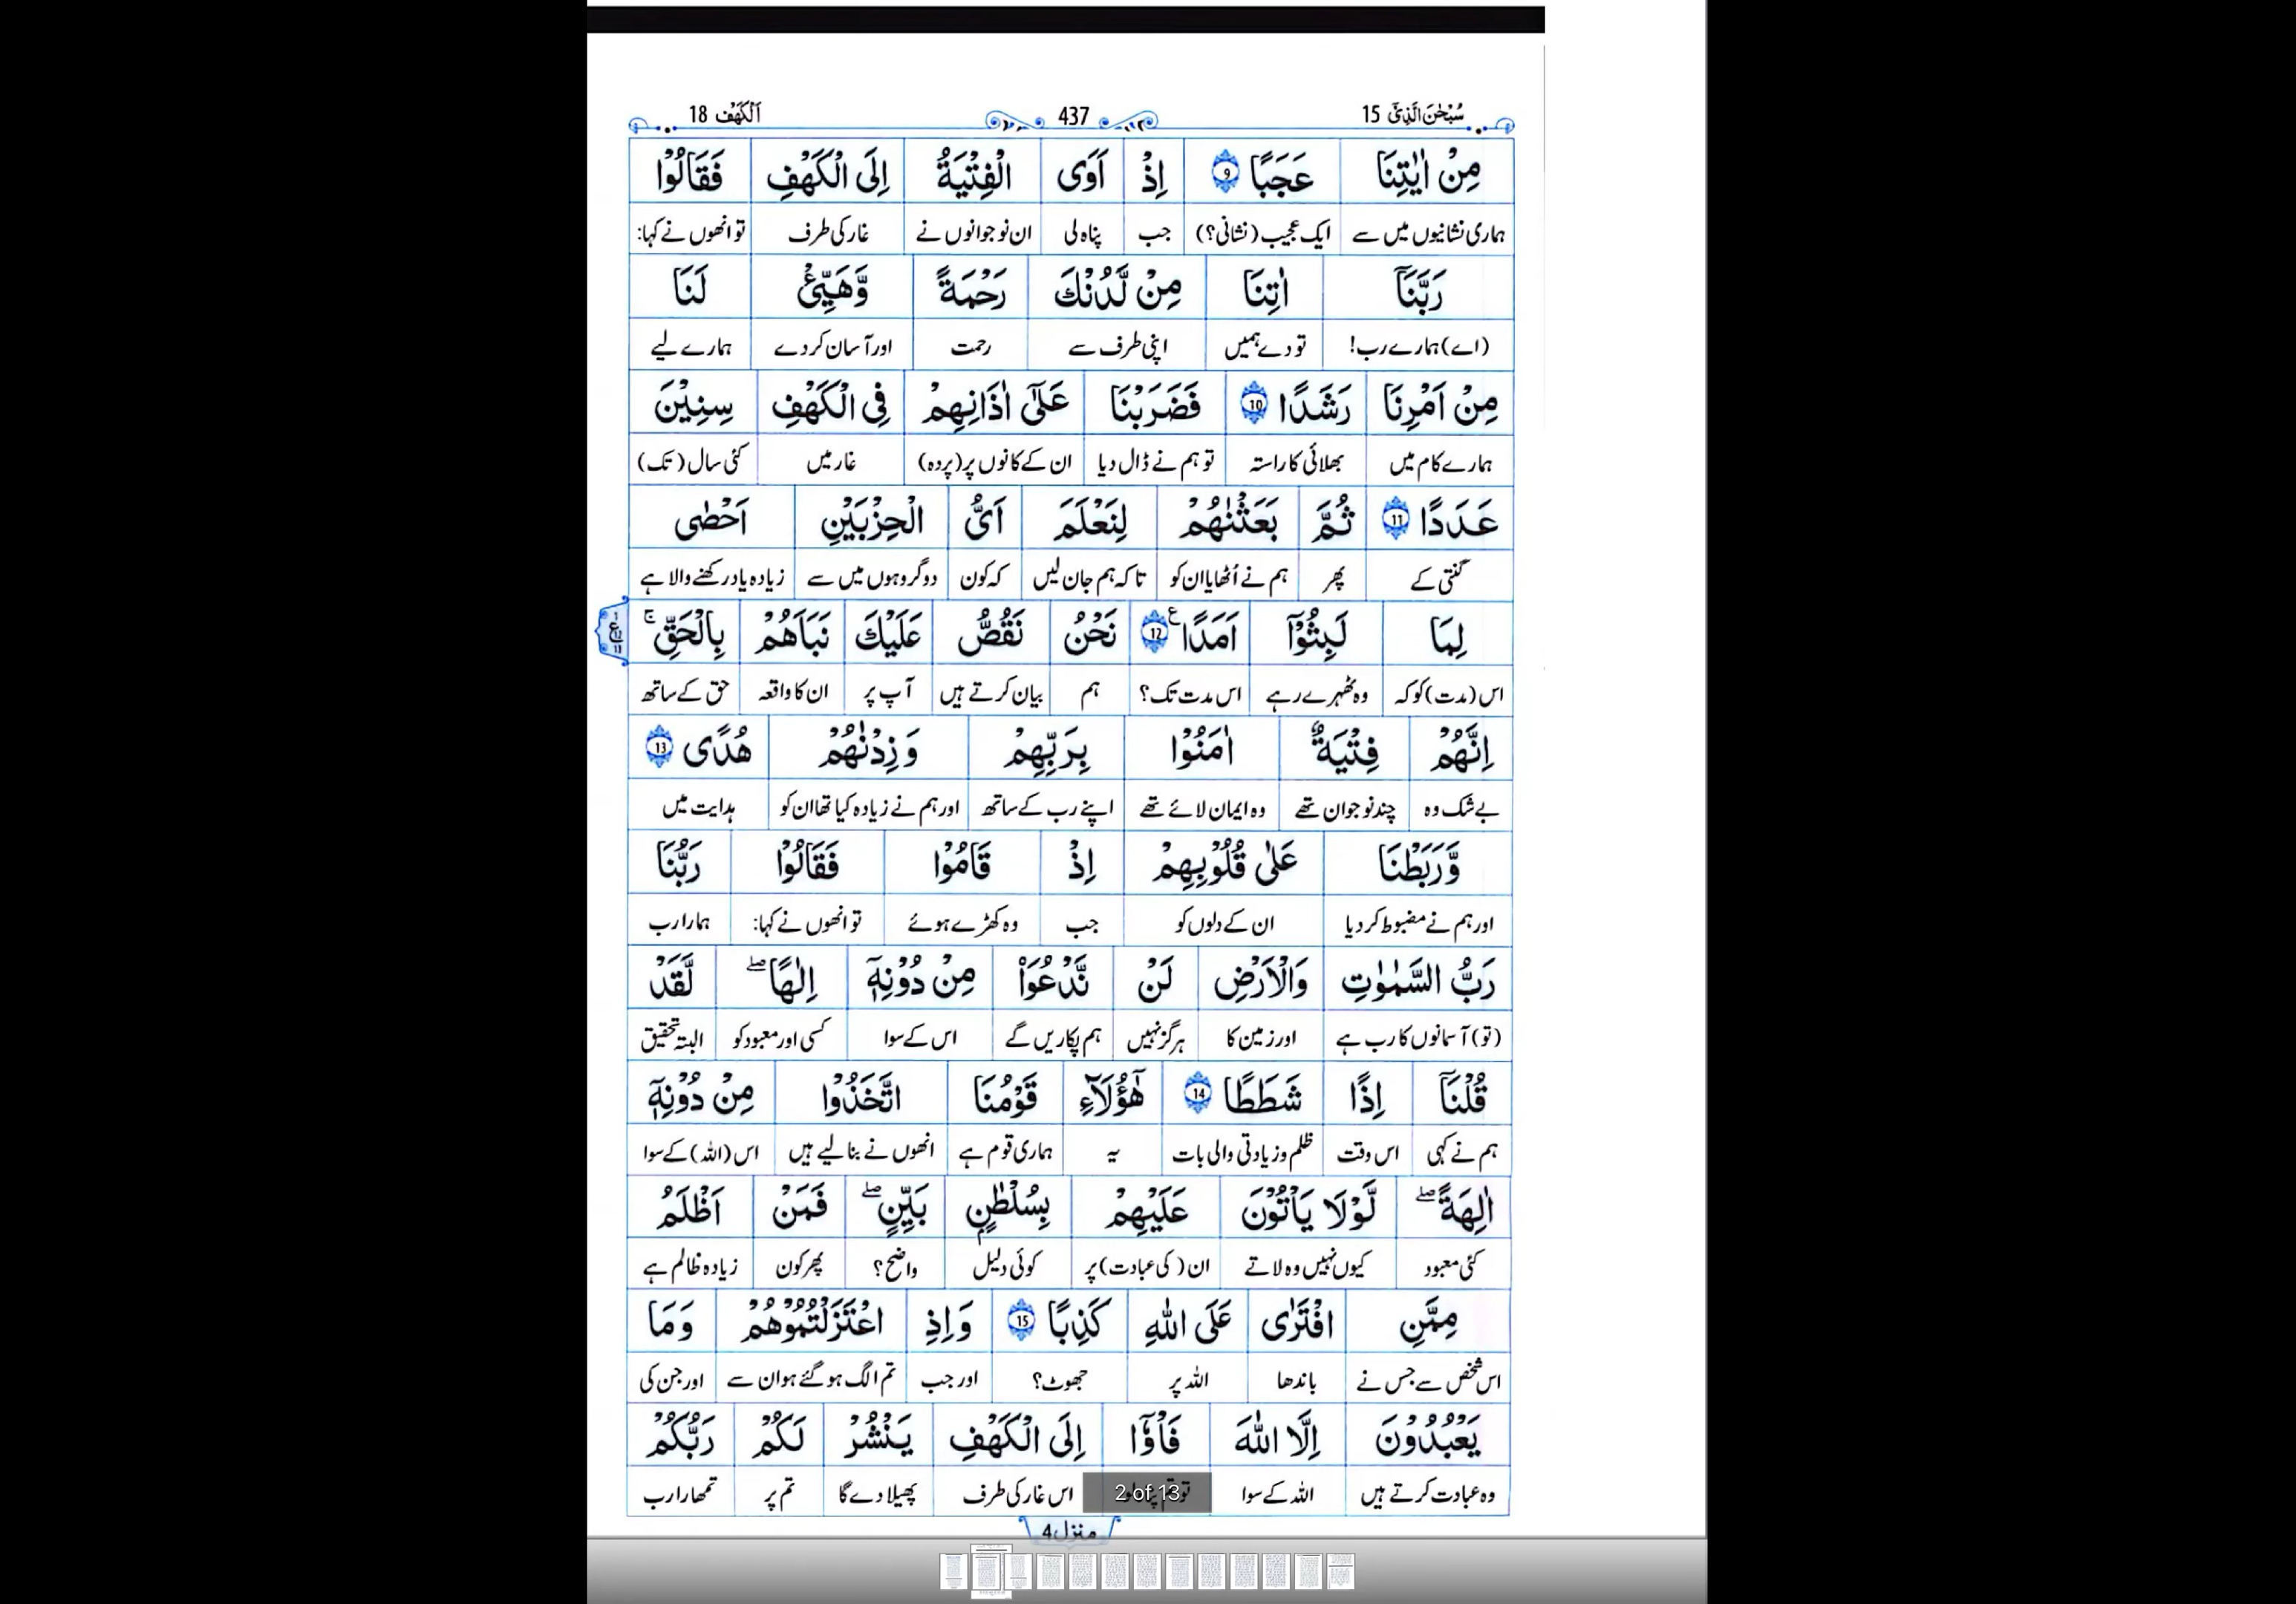 سُبْحٰنَ الَّذِیْۤ 15 437 اَلْكَهْف 18
مِنْ اٰیٰتِنَا عَجَبًا 9 اِذْ اَوَی الْفِتْیَةُ اِلَی الْكَهْفِ فَقَالُوْا
ہماری نشانیوں میں سے ایک عجیب (نشانی؟) جب پناہ لی ان نوجوانوں نے غار کی طرف تو انھوں نے کہا:
رَبَّنَاۤ اٰتِنَا مِنْ لَّدُنْكَ رَحْمَةً وَّهَیِّئْ لَنَا
(اے) ہمارے رب! تو دے ہمیں اپنی طرف سے رحمت اور آسان کر دے ہمارے لیے
مِنْ اَمْرِنَا رَشَدًا 10 فَضَرَبْنَا عَلٰۤی اٰذَانِهِمْ فِی الْكَهْفِ سِنِیْنَ
ہمارے کام میں بھلائی کا راستہ تو ہم نے ڈال دیا ان کے کانوں پر (پردہ) غار میں کئی سال (تک)
عَدَدًا 11 ثُمَّ بَعَثْنٰهُمْ لِنَعْلَمَ اَیُّ الْحِزْبَیْنِ اَحْصٰی
گنتی کے پھر ہم نے اُٹھایا ان کو تاکہ ہم جان لیں کہ کون دو گروہوں میں سے زیادہ یاد رکھنے والا ہے
لِمَا لَبِثُوْۤا اَمَدًا ع 12 نَحْنُ نَقُصُّ عَلَیْكَ نَبَاَهُمْ بِالْحَقِّ ؕ
اس (مدت) کو کہ وہ ٹھہرے رہے اس مدت تک؟ ہم بیان کرتے ہیں آپ پر ان کا واقعہ حق کے ساتھ
اِنَّهُمْ فِتْیَةٌ اٰمَنُوْا بِرَبِّهِمْ وَزِدْنٰهُمْ هُدًی 13
بے شک وہ چند نوجوان تھے وہ ایمان لائے تھے اپنے رب کے ساتھ اور ہم نے زیادہ کیا تھا ان کو ہدایت میں
وَّرَبَطْنَا عَلٰی قُلُوْبِهِمْ اِذْ قَامُوْا فَقَالُوْا رَبُّنَا
اور ہم نے مضبوط کر دیا ان کے دلوں کو جب وہ کھڑے ہوئے تو انھوں نے کہا: ہمارا رب
رَبُّ السَّمٰوٰتِ وَالْاَرْضِ لَنْ نَّدْعُوَا۟ مِنْ دُوْنِهٖۤ اِلٰهًا ۖ لَّقَدْ
(تو) آسمانوں کا رب ہے اور زمین کا ہرگز نہیں ہم پکاریں گے اس کے سوا کسی اور معبود کو البتہ تحقیق
قُلْنَاۤ اِذًا شَطَطًا 14 هٰۤؤُلَآءِ قَوْمُنَا اتَّخَذُوْا مِنْ دُوْنِهٖۤ
ہم نے کہی اس وقت ظلم و زیادتی والی بات یہ ہماری قوم ہے انھوں نے بنا لیے ہیں اس (اللہ) کے سوا
اٰلِهَةً ۖ لَوْلَا یَاْتُوْنَ عَلَیْهِمْ بِسُلْطٰنٍۭ بَیِّنٍ ۖ فَمَنْ اَظْلَمُ
کئی معبود کیوں نہیں وہ لاتے ان (کی عبادت) پر کوئی دلیل واضح؟ پھر کون زیادہ ظالم ہے
مِمَّنِ افْتَرٰی عَلَی اللّٰهِ كَذِبًا 15 وَاِذِ اعْتَزَلْتُمُوْهُمْ وَمَا
اس شخص سے جس نے باندھا اللہ پر جھوٹ؟ اور جب تم الگ ہو گئے ہو ان سے اور جن کی
یَعْبُدُوْنَ اِلَّا اللّٰهَ فَاْوٗۤا اِلَی الْكَهْفِ یَنْشُرْ لَكُمْ رَبُّكُمْ
وہ عبادت کرتے ہیں اللہ کے سوا اس غار کی طرف پھیلا دے گا تم پر تمھارا رب
2 of 13
منزل 4